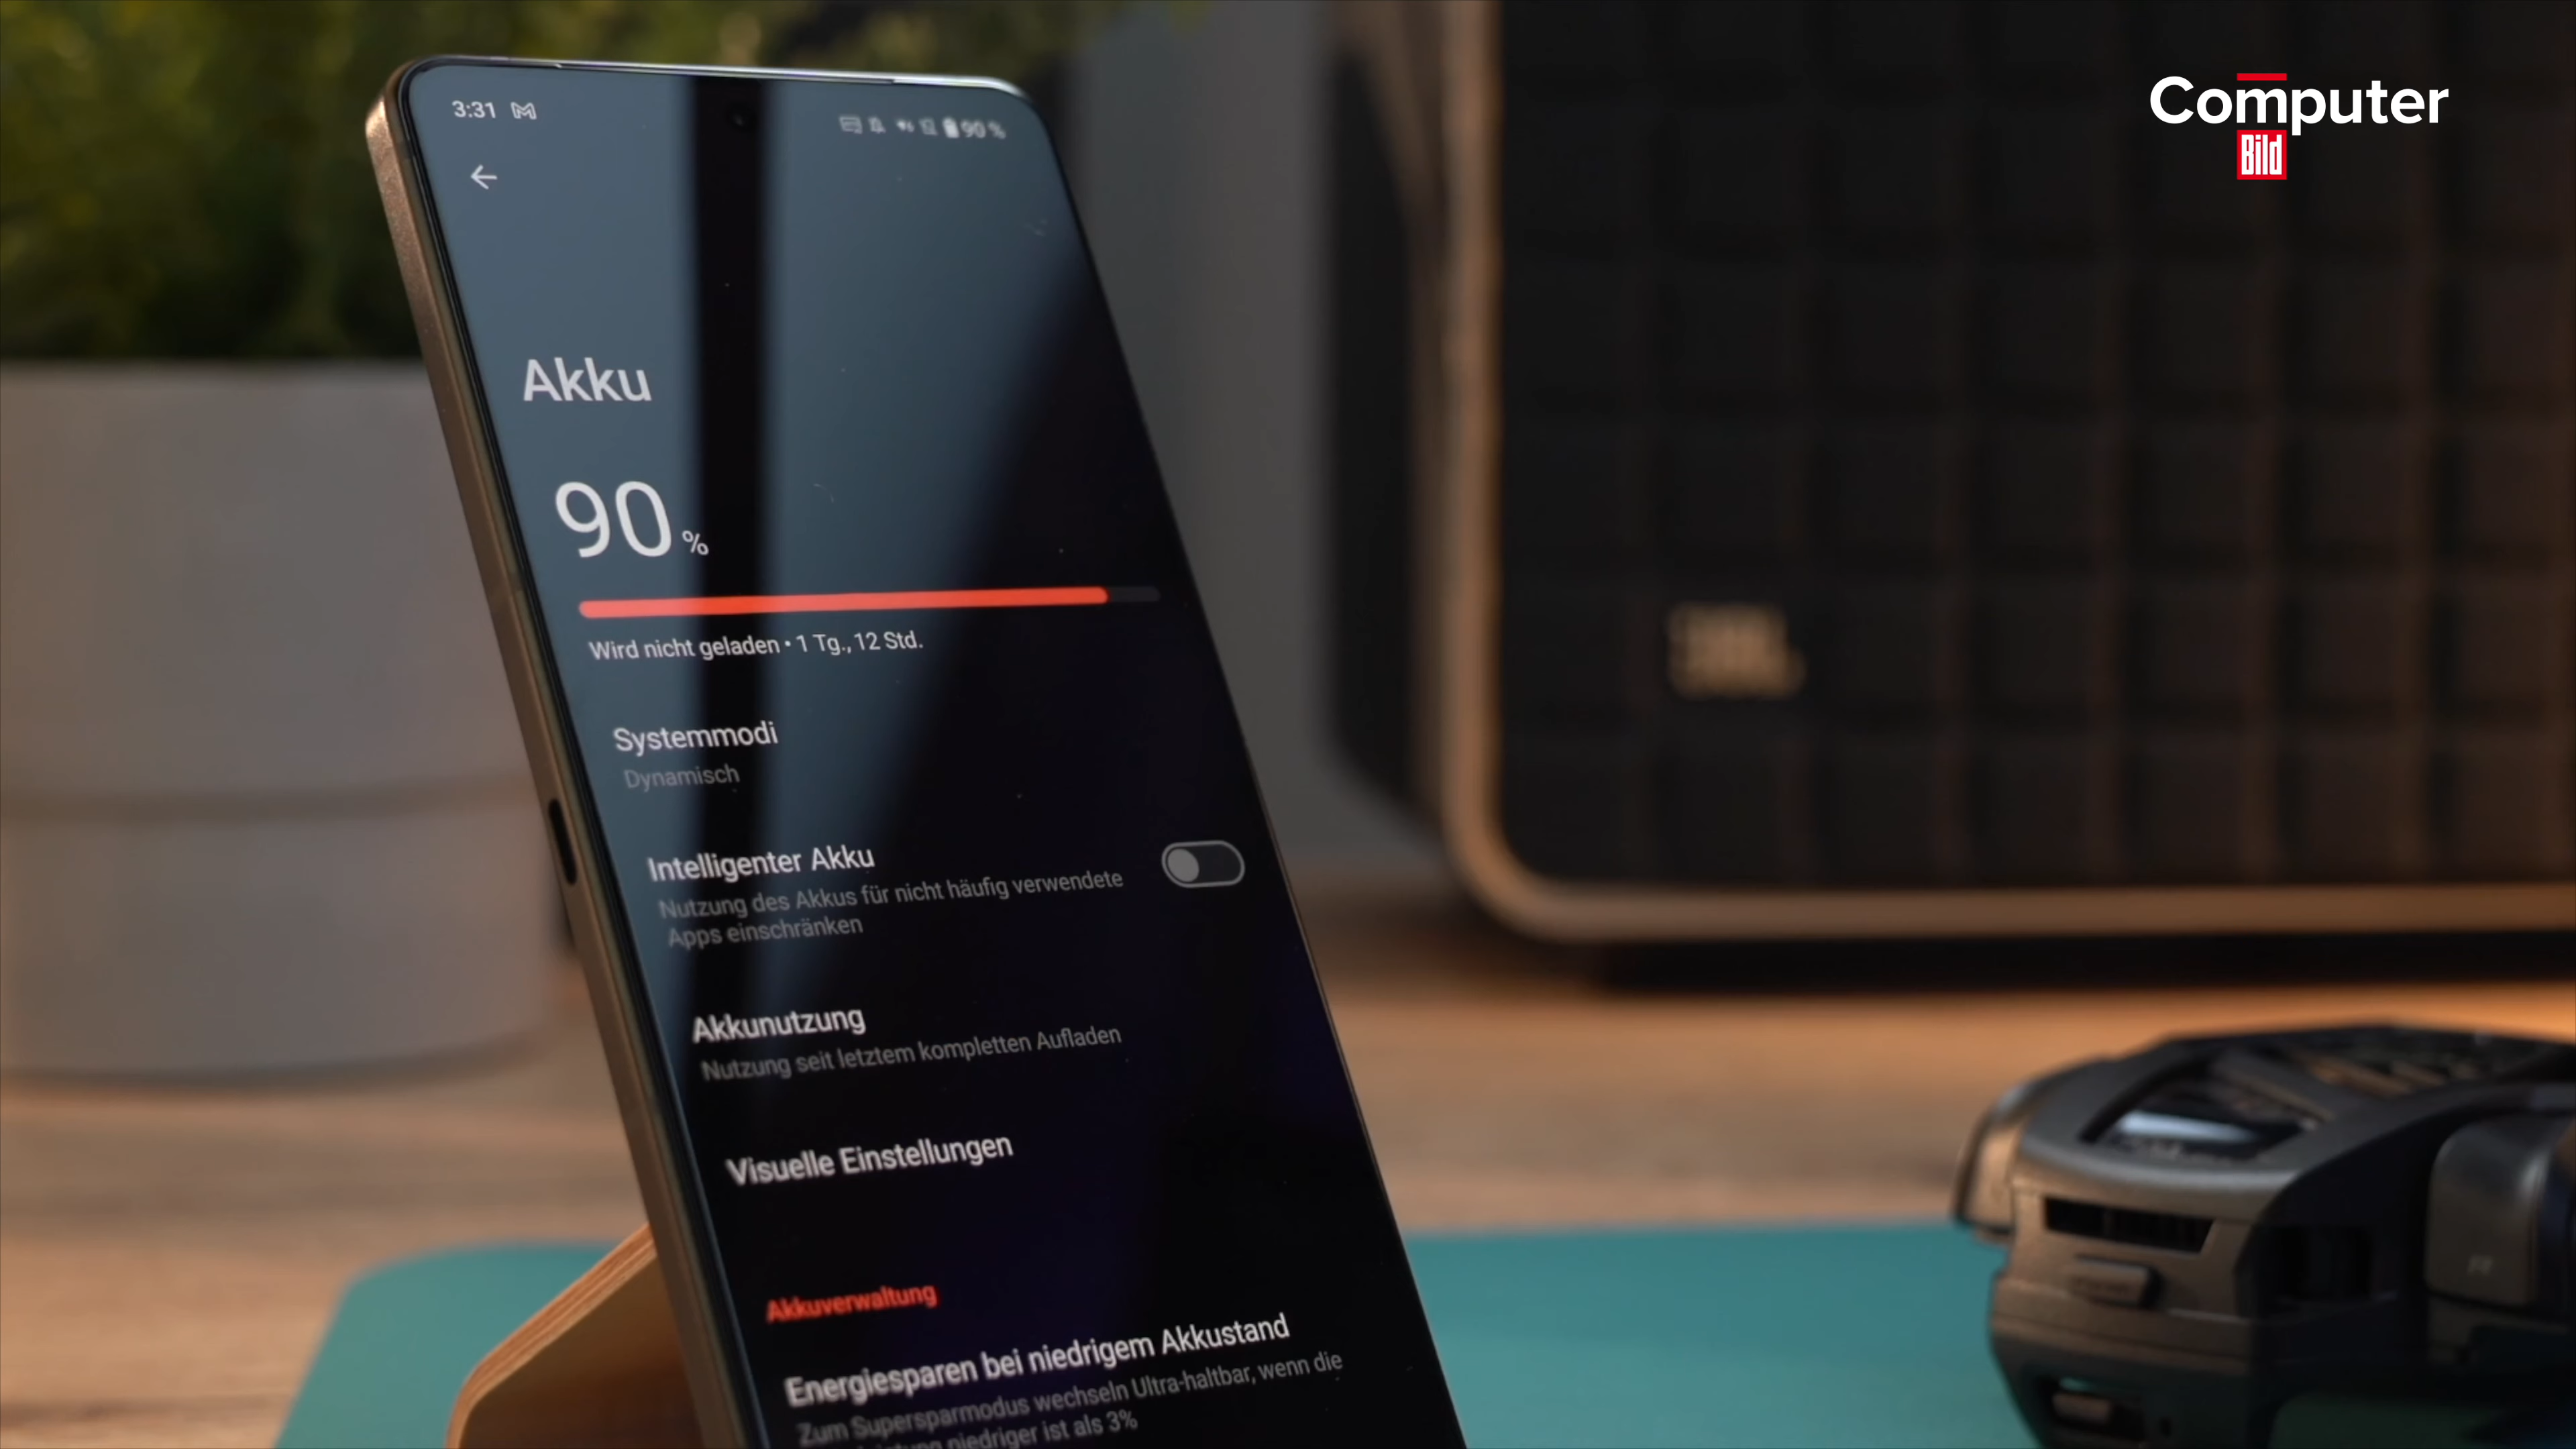 Computer
Bild
3:31
90 %
Akku
90 %
Wird nicht geladen • 1 Tg., 12 Std.
Systemmodi
Dynamisch
Intelligenter Akku
Nutzung des Akkus für nicht häufig verwendete
Apps einschränken
Akkunutzung
Nutzung seit letztem kompletten Aufladen
Visuelle Einstellungen
Akkuverwaltung
Energiesparen bei niedrigem Akkustand
Zum Supersparmodus wechseln Ultra-haltbar, wenn die
niedriger ist als 3%
JBL